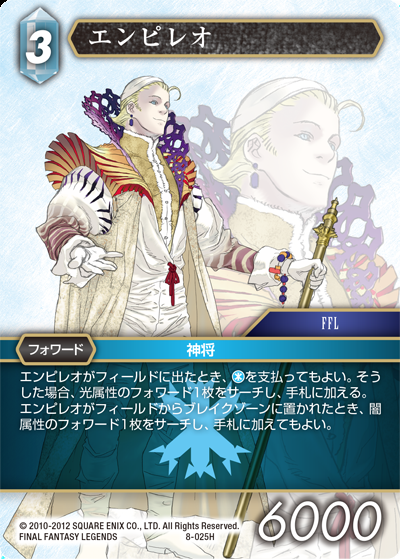 3
エンピレオ
FFL
フォワード
神将
エンピレオがフィールドに出たとき、氷を支払ってもよい。そう
した場合、光属性のフォワード1枚をサーチし、手札に加える。
エンピレオがフィールドからブレイクゾーンに置かれたとき、闇
属性のフォワード1枚をサーチし、手札に加えてもよい。
© 2010-2012 SQUARE ENIX CO., LTD. All Rights Reserved.
FINAL FANTASY LEGENDS
8-025H
6000